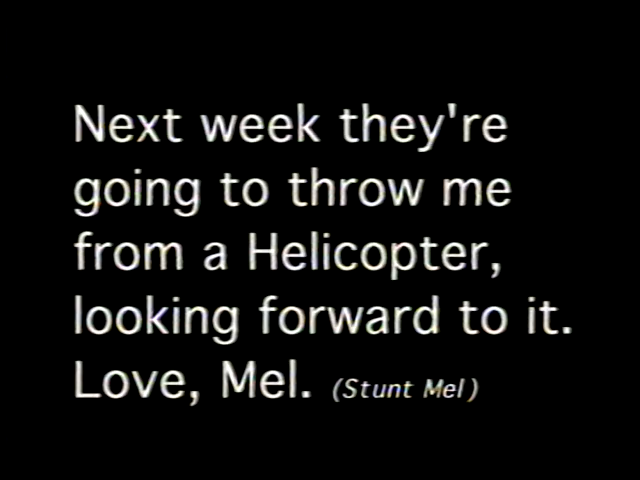 Next week they're
going to throw me
from a Helicopter,
looking forward to it.
Love, Mel. (Stunt Mel)